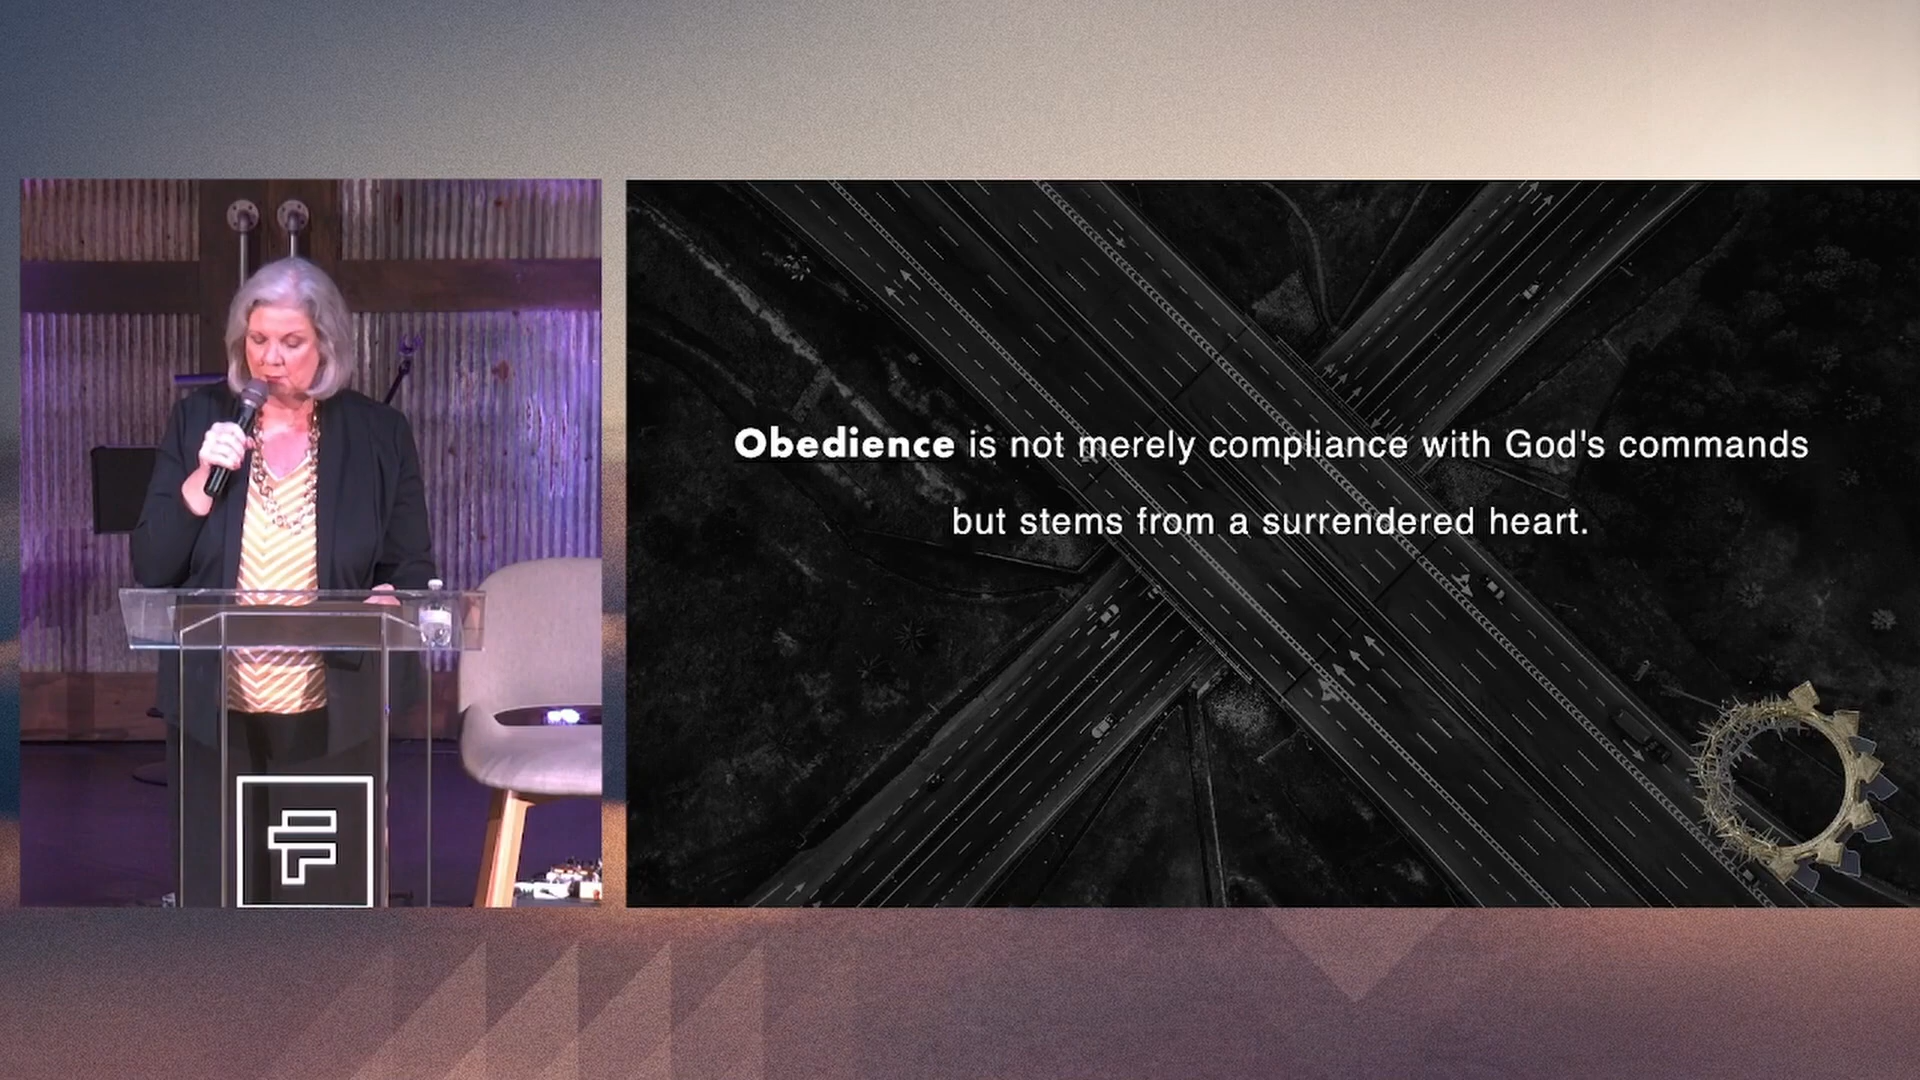 Obedience is not merely compliance with God's commands
but stems from a surrendered heart.